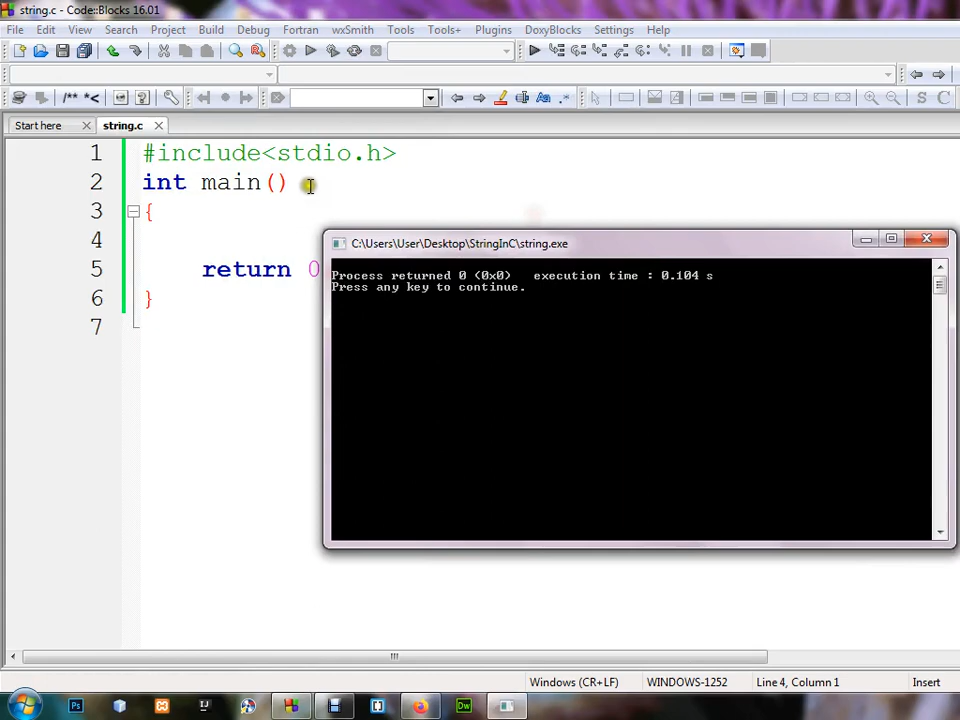 string.c - Code::Blocks 16.01
File Edit View Search Project Build Debug Fortran wxSmith Tools Tools+ Plugins DoxyBlocks Settings Help
/** *< .* S C
Start here string.c
1 #include<stdio.h>
2 int main()
3 {
4
5 return 0
6 }
7
C:\Users\User\Desktop\StringInC\string.exe
Process returned 0 (0x0) execution time : 0.104 s
Press any key to continue.
Windows (CR+LF) WINDOWS-1252 Line 4, Column 1 Insert
Ps IJ Dw